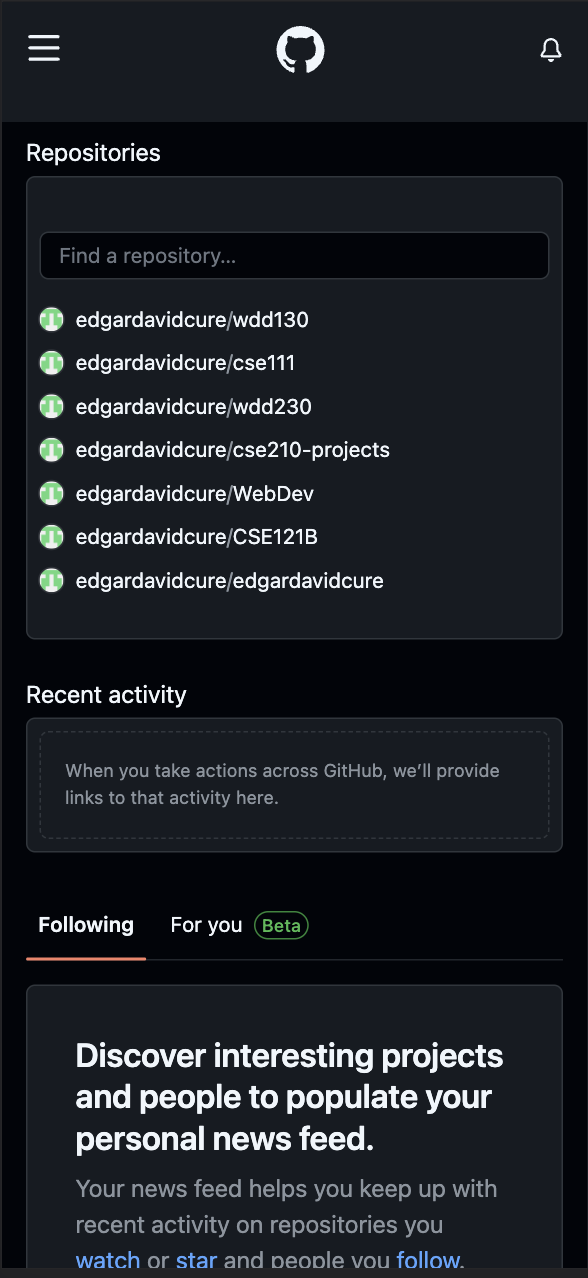 Repositories
Find a repository...
edgardavidcure/wdd130
edgardavidcure/cse111
edgardavidcure/wdd230
edgardavidcure/cse210-projects
edgardavidcure/WebDev
edgardavidcure/CSE121B
edgardavidcure/edgardavidcure
Recent activity
When you take actions across GitHub, we’ll provide
links to that activity here.
Following For you Beta
Discover interesting projects
and people to populate your
personal news feed.
Your news feed helps you keep up with
recent activity on repositories you
watch or star and people you follow.